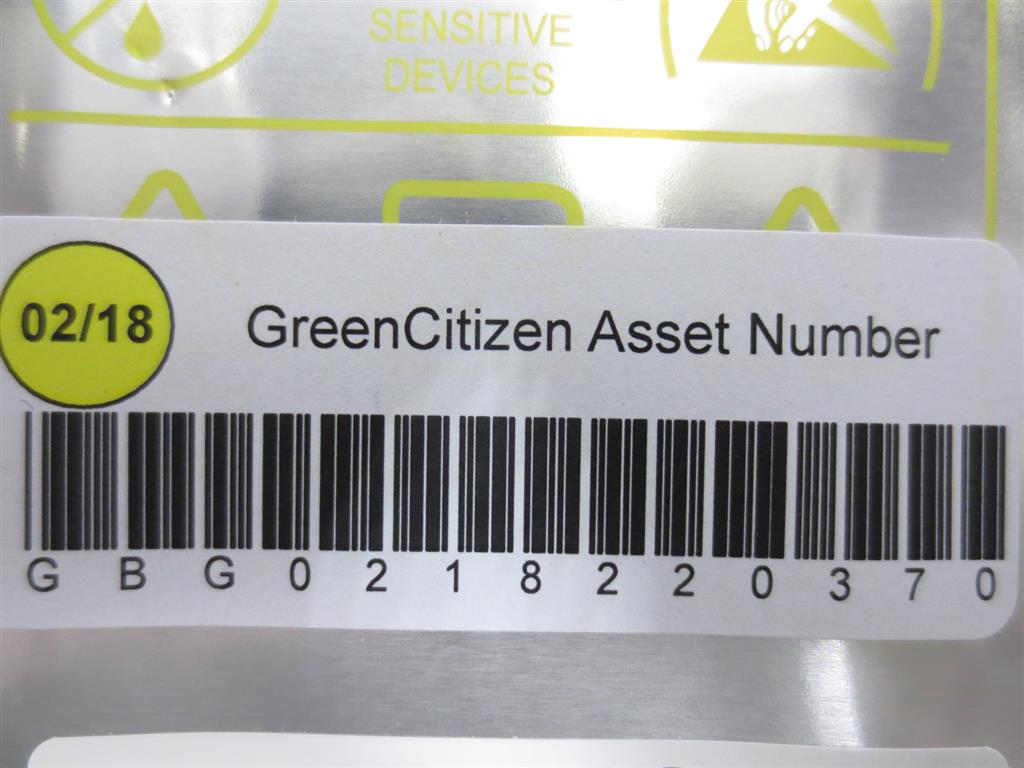 SENSITIVE
DEVICES
02/18
GreenCitizen Asset Number
GBG0218220370